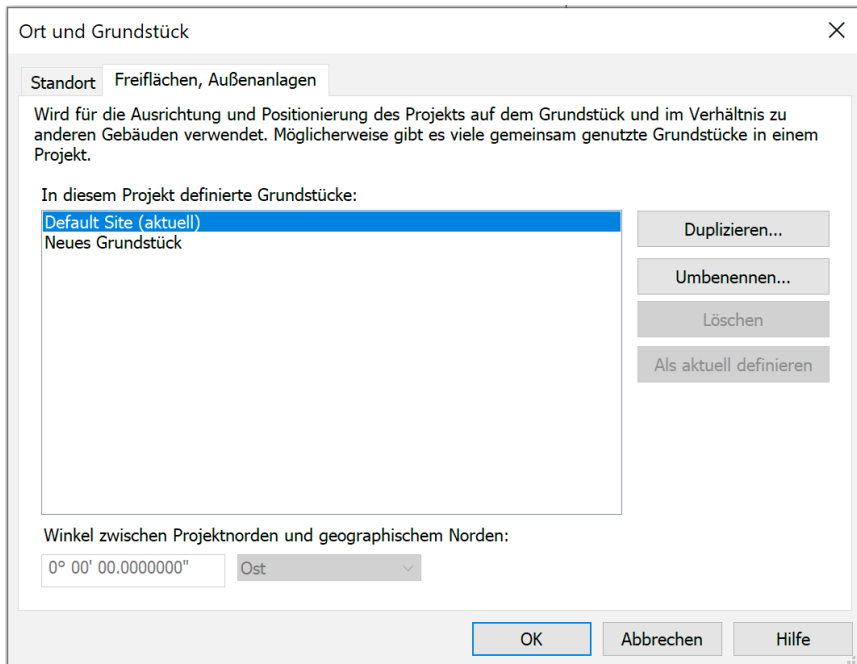 Ort und Grundstück
Standort
Freiflächen, Außenanlagen
Wird für die Ausrichtung und Positionierung des Projekts auf dem Grundstück und im Verhältnis zu
anderen Gebäuden verwendet. Möglicherweise gibt es viele gemeinsam genutzte Grundstücke in einem
Projekt.
In diesem Projekt definierte Grundstücke:
Default Site (aktuell)
Neues Grundstück
Duplizieren...
Umbenennen...
Löschen
Als aktuell definieren
Winkel zwischen Projektnorden und geographischem Norden:
0° 00' 00.0000000"
Ost
OK
Abbrechen
Hilfe